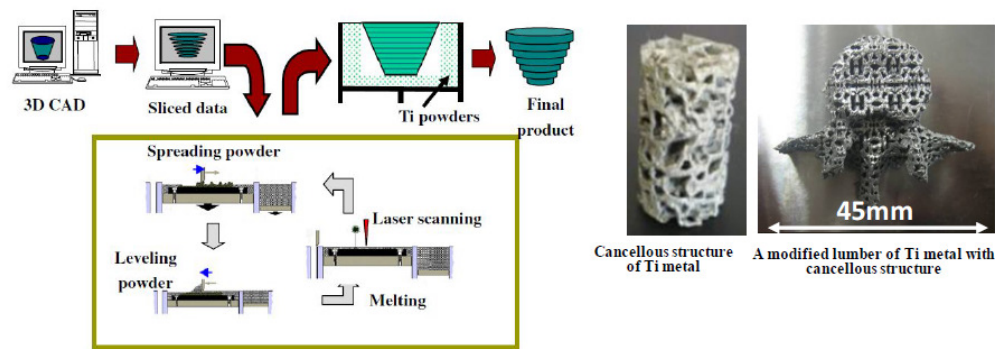 3D CAD
Sliced data
Ti powders
Final
product
Spreading powder
Laser scanning
Leveling
powder
Melting
45mm
Cancellous structure
of Ti metal
A modified lumber of Ti metal with
cancellous structure